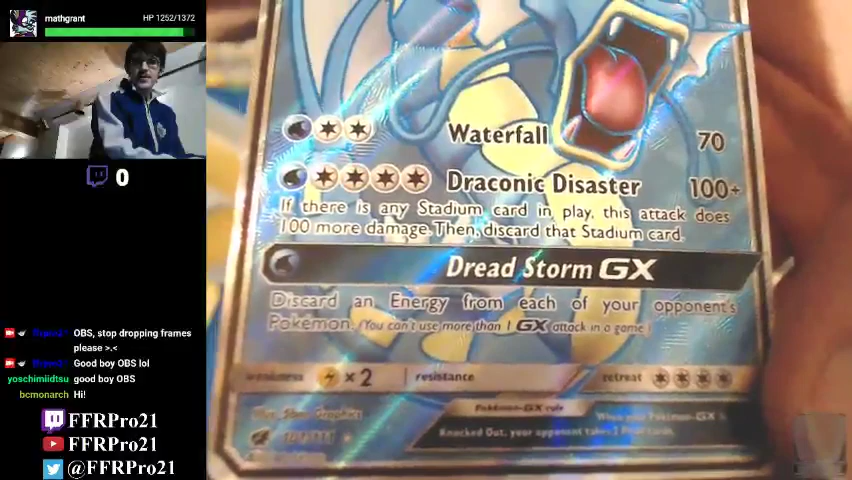 mathgrant
HP 1252/1372
0
OBS, stop dropping frames
please >.<
Good boy OBS lol
yoschimiidtsu good boy OBS
bcmonarch Hi!
FFRPro21
FFRPro21
@FFRPro21
Waterfall 70
Draconic Disaster 100+
If there is any Stadium card in play, this attack does
100 more damage. Then, discard that Stadium card.
Dread Storm GX
Discard an Energy from each of your opponent's
Pokémon. (You can't use more than 1 GX attack in a game.)
weakness ×2 resistance retreat
Pokémon-GX rule
When your Pokémon-GX is
Knocked Out, your opponent takes 2 Prize cards.